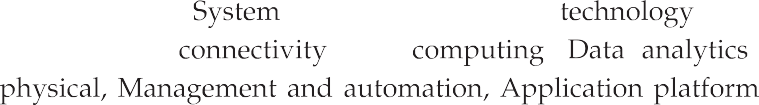 System technology
connectivity computing Data analytics
physical, Management and automation, Application platform